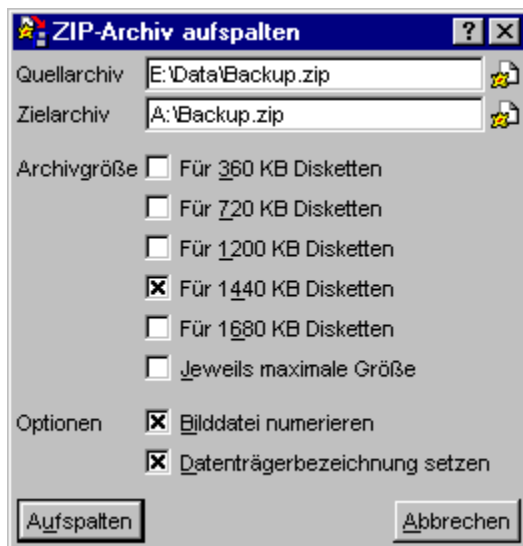 ZIP-Archiv aufspalten
Quellarchiv E:\Data\Backup.zip
Zielarchiv A:\Backup.zip
Archivgröße Für 360 KB Disketten
Für 720 KB Disketten
Für 1200 KB Disketten
Für 1440 KB Disketten
Für 1680 KB Disketten
Jeweils maximale Größe
Optionen Bilddatei numerieren
Datenträgerbezeichnung setzen
Aufspalten Abbrechen